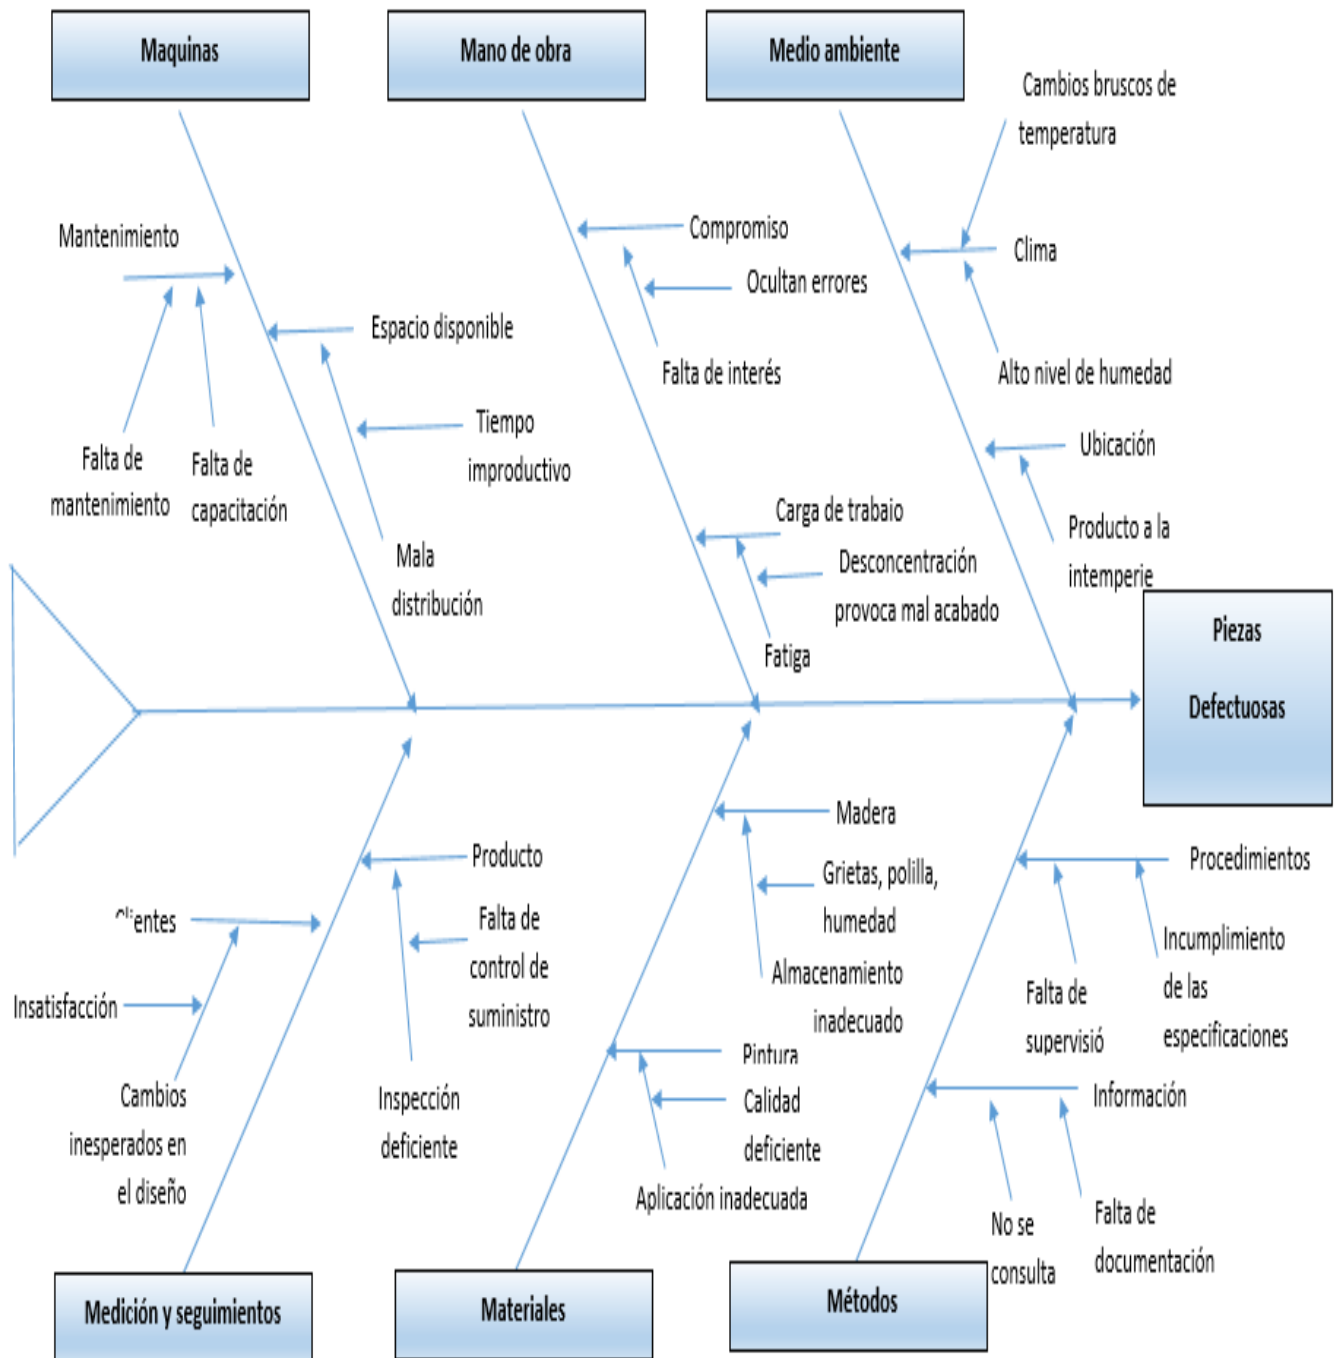 Maquinas
Mano de obra
Medio ambiente
Cambios bruscos de
temperatura
Mantenimiento
Compromiso
Clima
Ocultan errores
Espacio disponible
Falta de interés
Alto nivel de humedad
Falta de
mantenimiento
Falta de
capacitación
Tiempo
improductivo
Ubicación
Carga de trabajo
Producto a la
intemperie
Mala
distribución
Desconcentración
provoca mal acabado
Fatiga
Piezas
Defectuosas
Madera
Producto
Procedimientos
Grietas, polilla,
humedad
Falta de
control de
suministro
Almacenamiento
inadecuado
Incumplimiento
de las
especificaciones
Falta de
supervisió
Insatisfacción
Pintura
Cambios
inesperados en
el diseño
Inspección
deficiente
Calidad
deficiente
Información
Aplicación inadecuada
No se
consulta
Falta de
documentación
Medición y seguimientos
Materiales
Métodos